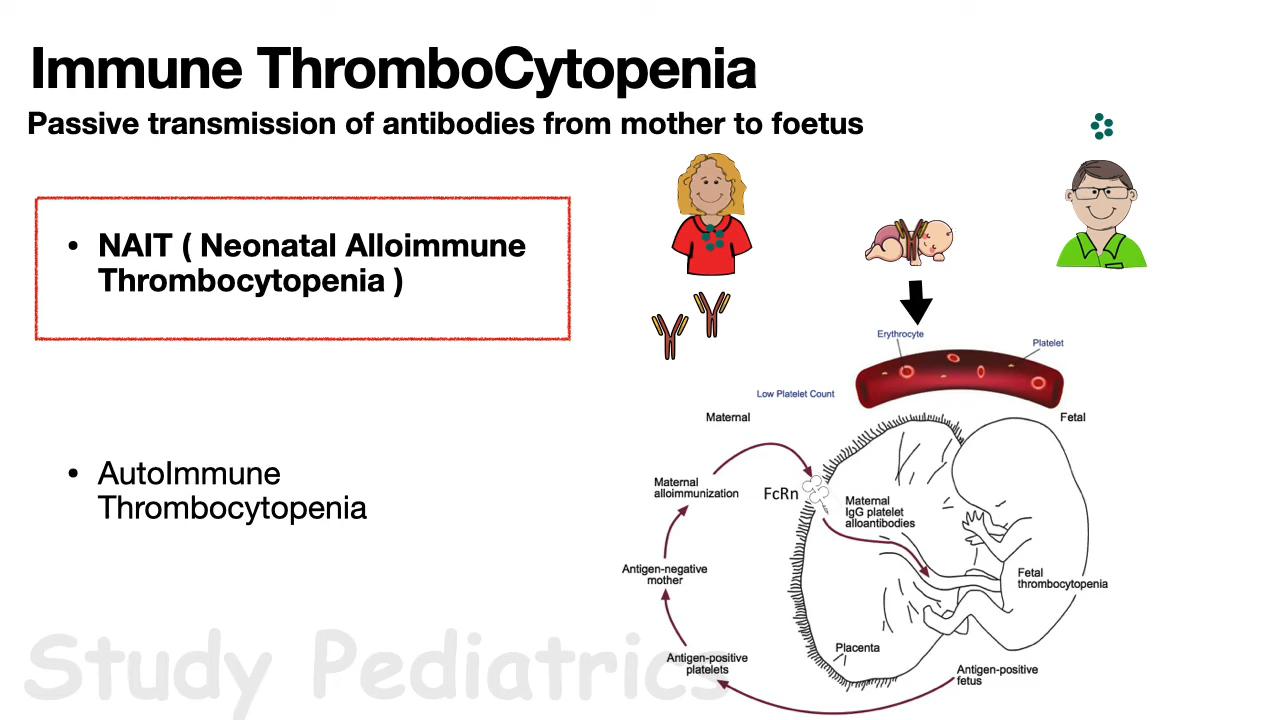 Immune ThromboCytopenia
Passive transmission of antibodies from mother to foetus
• NAIT ( Neonatal Alloimmune
Thrombocytopenia )
• AutoImmune
Thrombocytopenia
Erythrocyte
Platelet
Low Platelet Count
Maternal
Fetal
Maternal
alloimmunization
FcRn
Maternal
IgG platelet
alloantibodies
Antigen-negative
mother
Fetal
thrombocytopenia
Antigen-positive
platelets
Placenta
Antigen-positive
fetus
Study Pediatrics